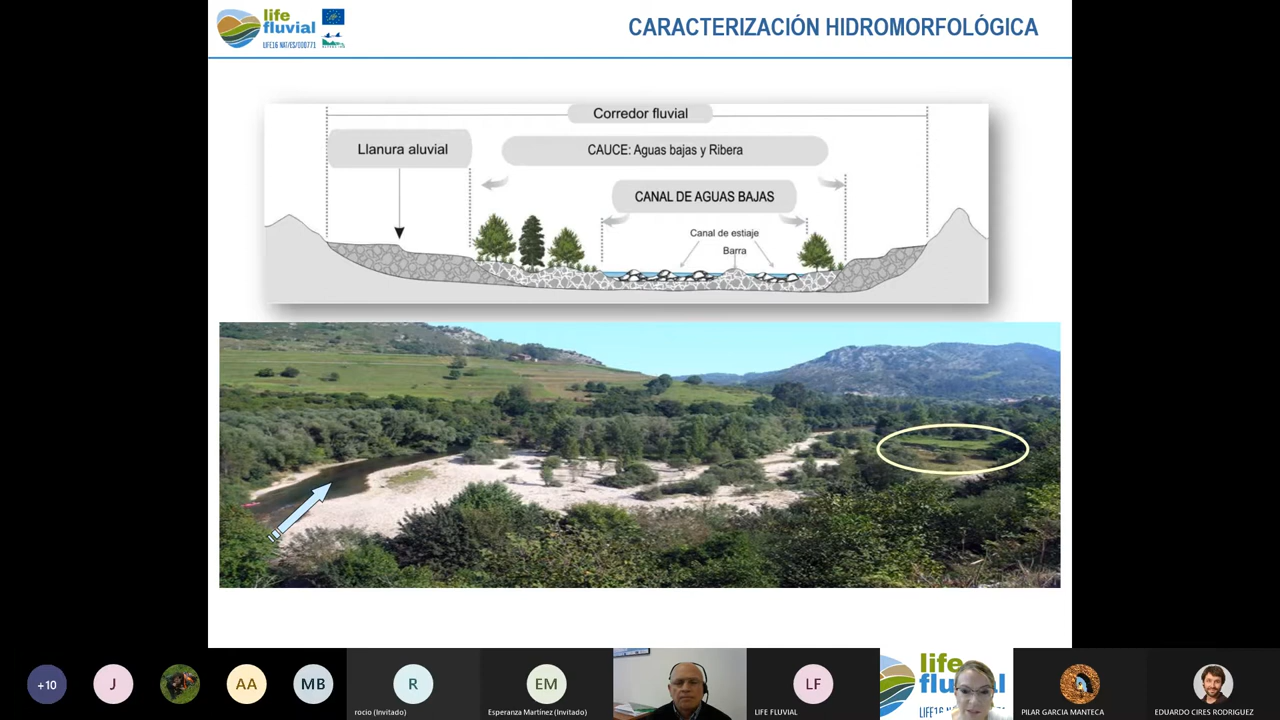 life
fluvial
LIFE16 NAT/ES/000771
CARACTERIZACIÓN HIDROMORFOLÓGICA
Corredor fluvial
Llanura aluvial
CAUCE: Aguas bajas y Ribera
CANAL DE AGUAS BAJAS
Canal de estiaje
Barra
+10
J
AA
MB
R
rocio (Invitado)
EM
Esperanza Martínez (Invitado)
LF
LIFE FLUVIAL
life
PILAR GARCIA MANTECA
EDUARDO CIRES RODRIGUEZ